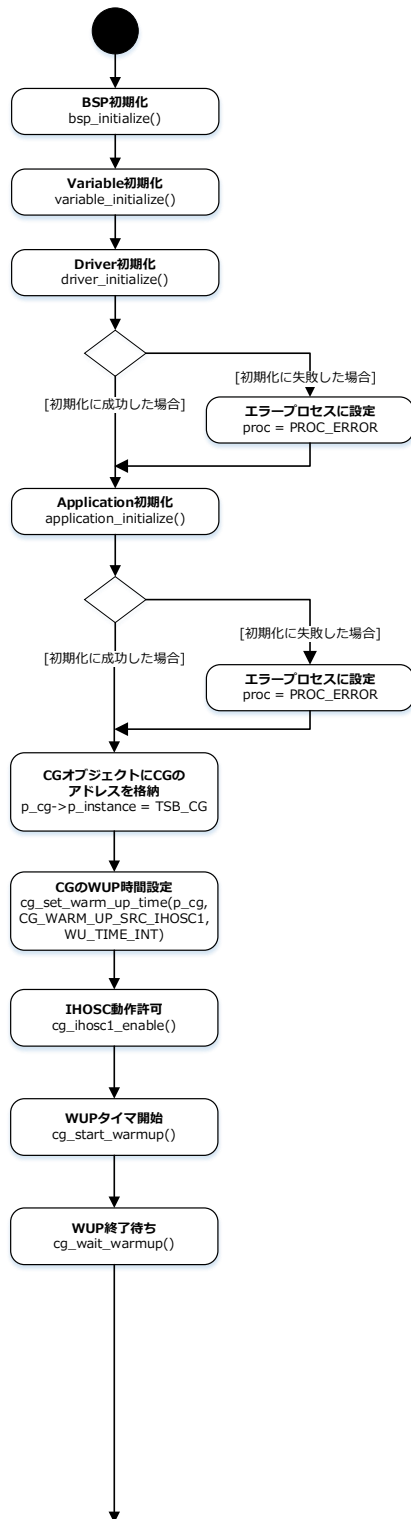 BSP初期化
bsp_initialize()
Variable初期化
variable_initialize()
Driver初期化
driver_initialize()
[初期化に失敗した場合]
[初期化に成功した場合]
エラープロセスに設定
proc = PROC_ERROR
Application初期化
application_initialize()
[初期化に失敗した場合]
[初期化に成功した場合]
エラープロセスに設定
proc = PROC_ERROR
CGオブジェクトにCGの
アドレスを格納
p_cg->p_instance = TSB_CG
CGのWUP時間設定
cg_set_warm_up_time(p_cg,
CG_WARM_UP_SRC_IHOSC1,
WU_TIME_INT)
IHOSC動作許可
cg_ihosc1_enable()
WUPタイマ開始
cg_start_warmup()
WUP終了待ち
cg_wait_warmup()